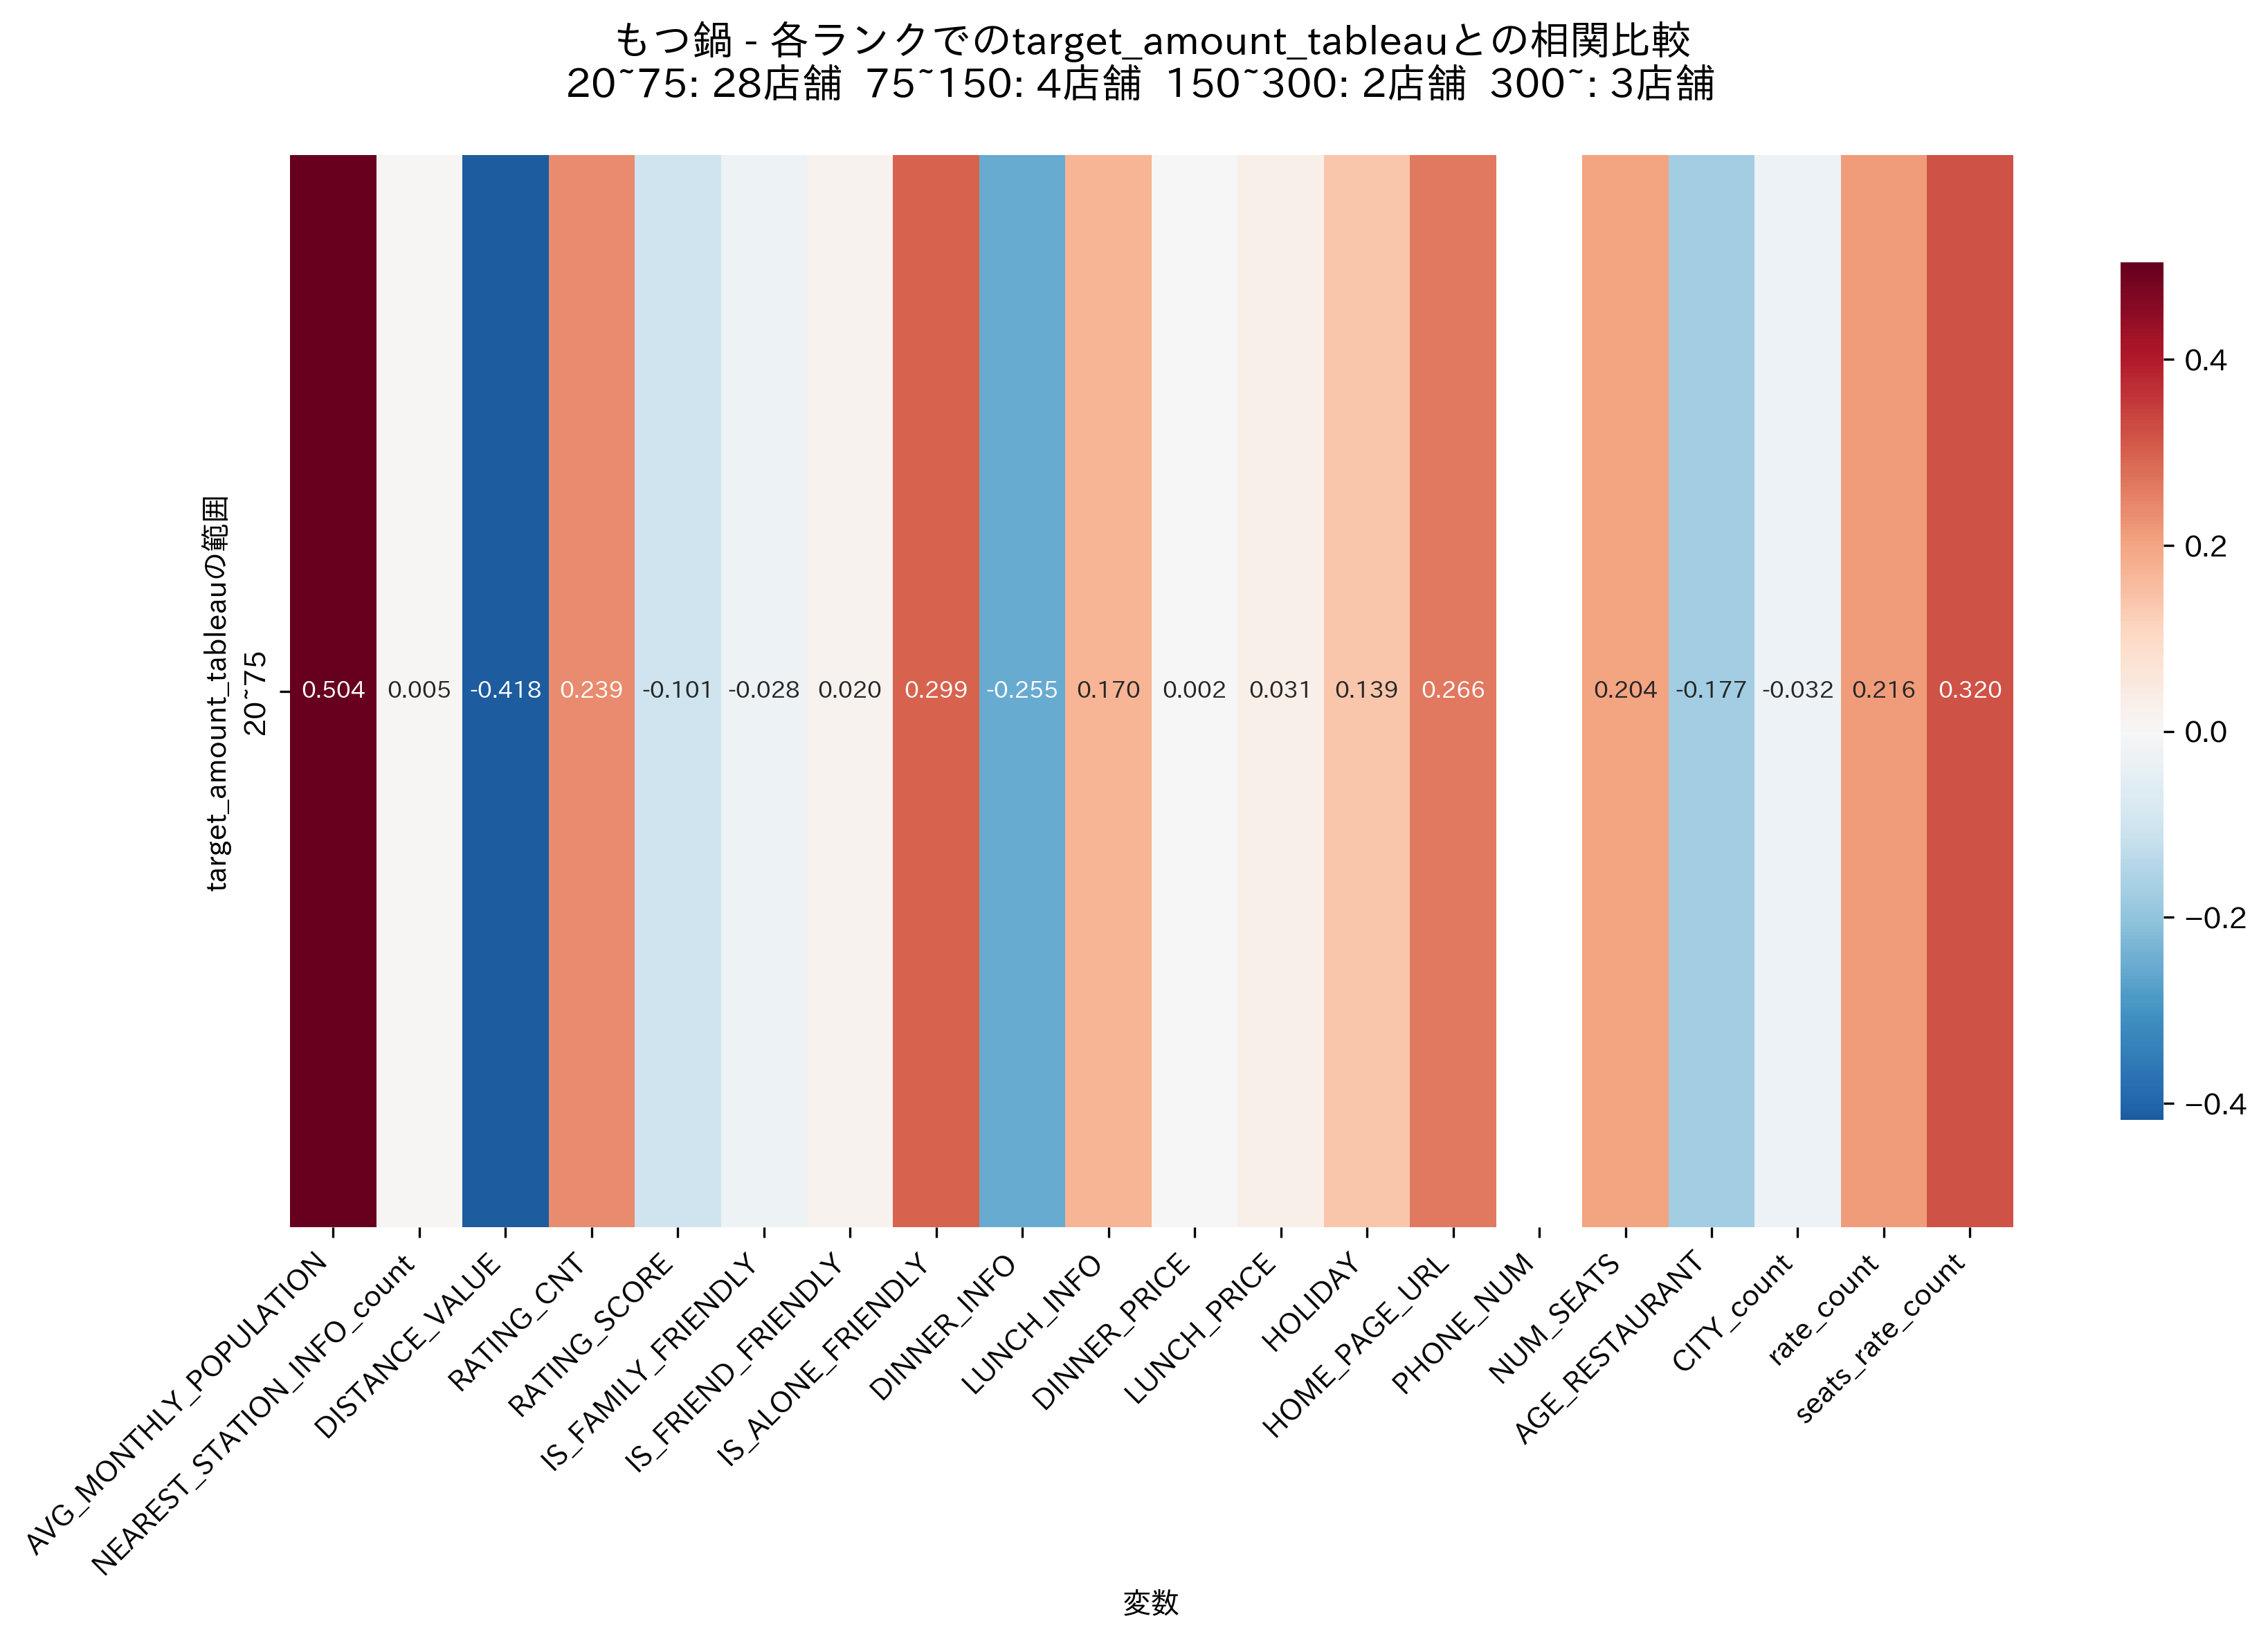 もつ鍋 - 各ランクでのtarget_amount_tableauとの相関比較
20~75: 28店舗  75~150: 4店舗  150~300: 2店舗  300~: 3店舗
target_amount_tableauの範囲
20~75
0.504
0.005
-0.418
0.239
-0.101
-0.028
0.020
0.299
-0.255
0.170
0.002
0.031
0.139
0.266
0.204
-0.177
-0.032
0.216
0.320
0.4
0.2
0.0
−0.2
−0.4
AVG_MONTHLY_POPULATION
NEAREST_STATION_INFO_count
DISTANCE_VALUE
RATING_CNT
RATING_SCORE
IS_FAMILY_FRIENDLY
IS_FRIEND_FRIENDLY
IS_ALONE_FRIENDLY
DINNER_INFO
LUNCH_INFO
DINNER_PRICE
LUNCH_PRICE
HOLIDAY
HOME_PAGE_URL
PHONE_NUM
NUM_SEATS
AGE_RESTAURANT
CITY_count
rate_count
seats_rate_count
変数